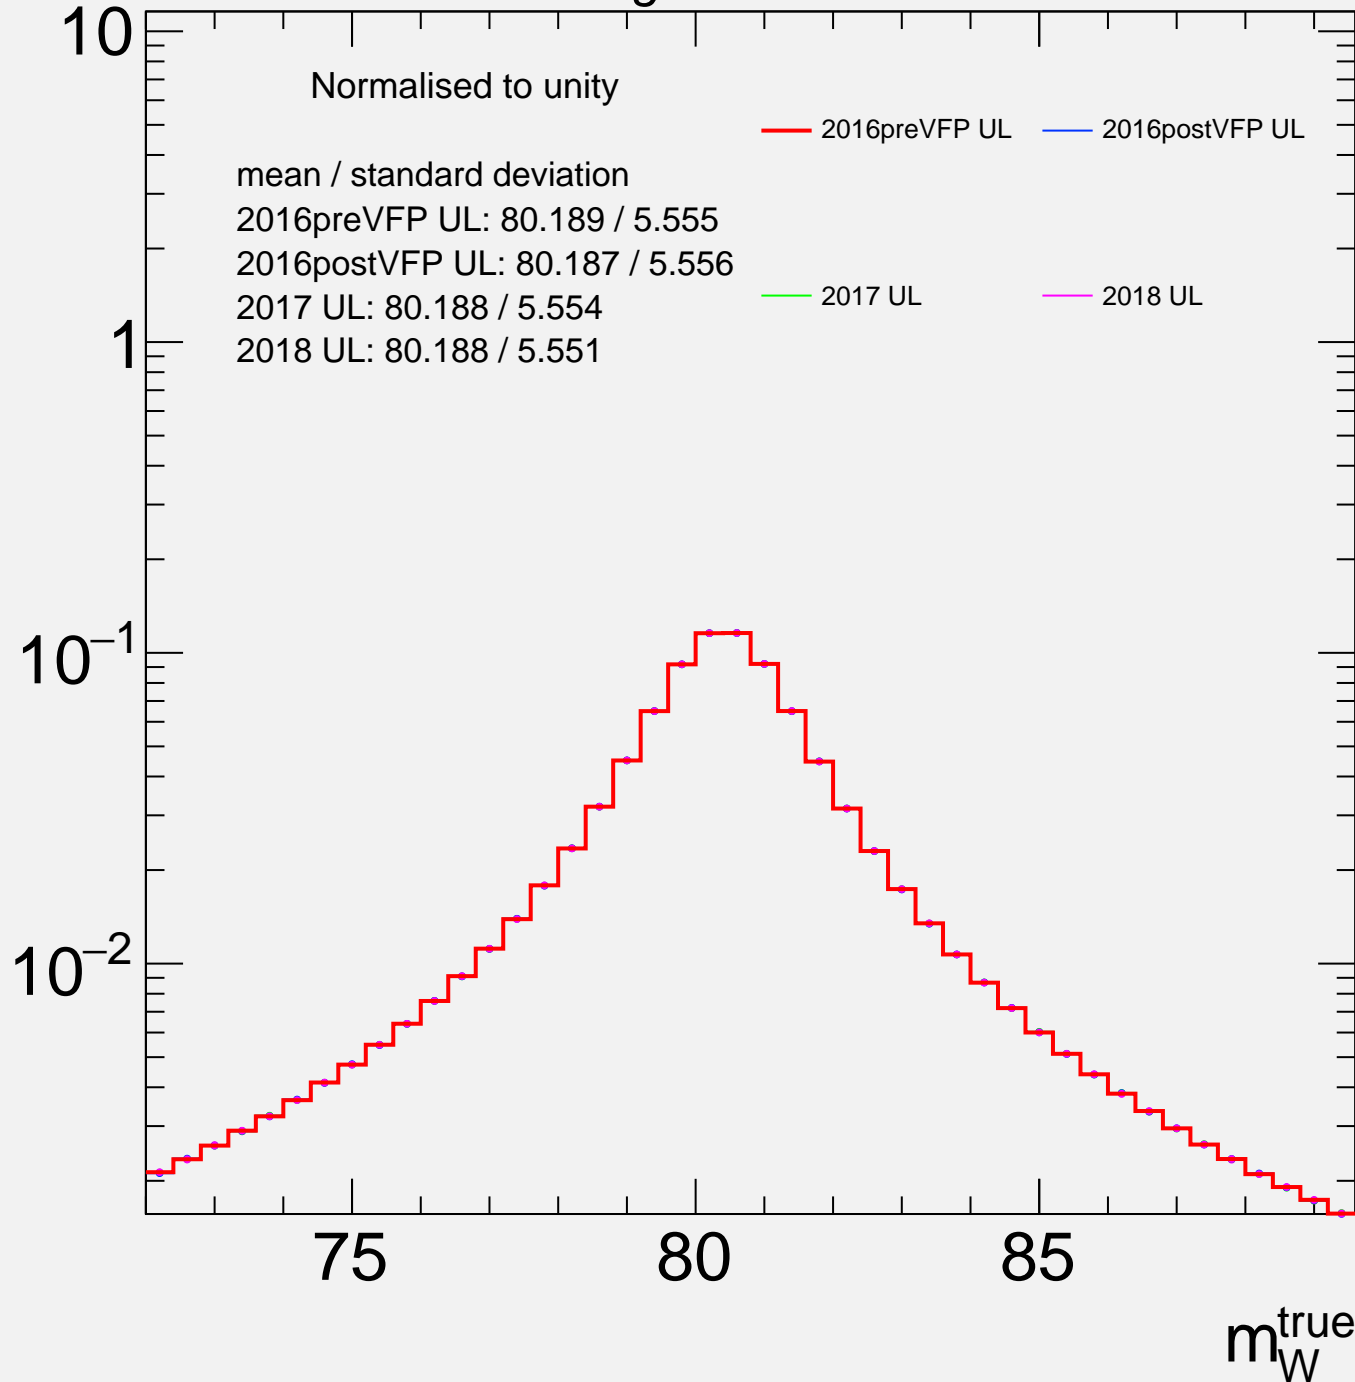 10
Normalised to unity
2016preVFP UL
2016postVFP UL
mean / standard deviation
2016preVFP UL: 80.189 / 5.555
2016postVFP UL: 80.187 / 5.556
2017 UL: 80.188 / 5.554
2018 UL: 80.188 / 5.551
2017 UL
2018 UL
1
10⁻¹
10⁻²
75 80 85
m_W^true